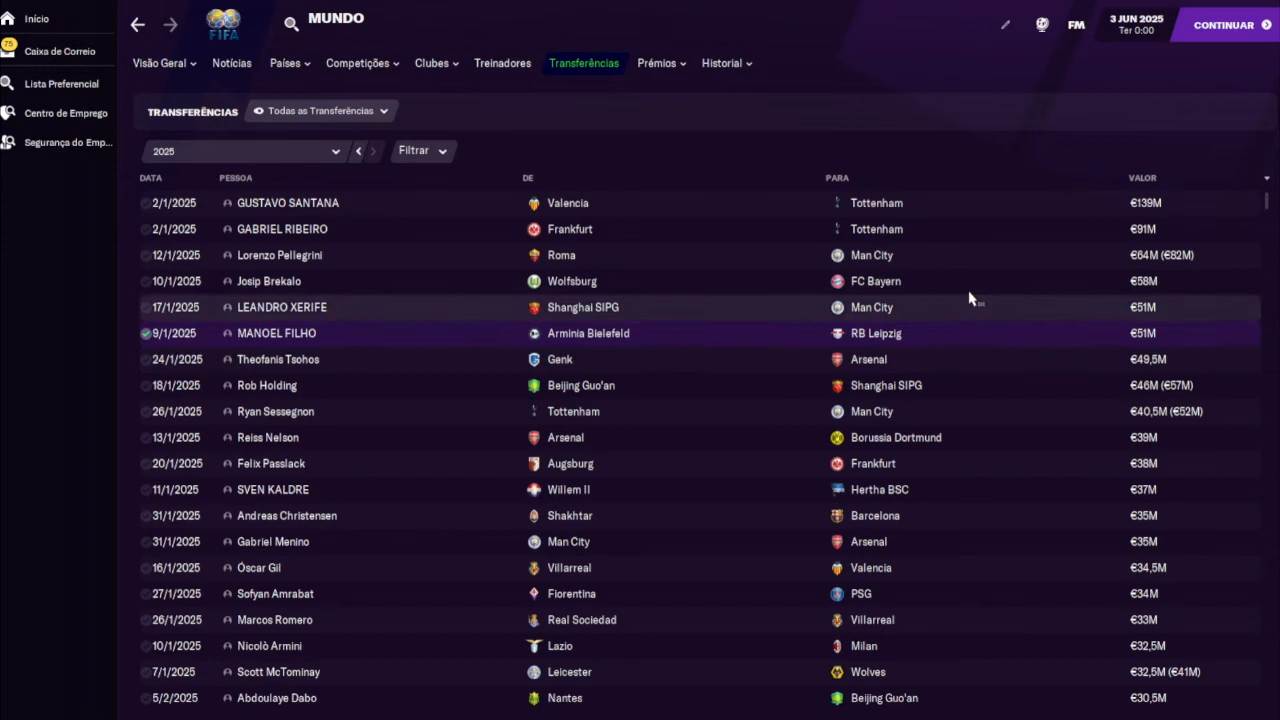 Início
75
Caixa de Correio
Lista Preferencial
Centro de Emprego
Segurança do Emp...
FIFA
MUNDO
FM
3 JUN 2025
Ter 0:00
CONTINUAR
Visão Geral
Notícias
Países
Competições
Clubes
Treinadores
Transferências
Prémios
Historial
TRANSFERÊNCIAS
Todas as Transferências
2025
Filtrar
DATA PESSOA DE PARA VALOR
2/1/2025 GUSTAVO SANTANA Valencia Tottenham €139M
2/1/2025 GABRIEL RIBEIRO Frankfurt Tottenham €91M
12/1/2025 Lorenzo Pellegrini Roma Man City €64M (€82M)
10/1/2025 Josip Brekalo Wolfsburg FC Bayern €58M
17/1/2025 LEANDRO XERIFE Shanghai SIPG Man City €51M
9/1/2025 MANOEL FILHO Arminia Bielefeld RB Leipzig €51M
24/1/2025 Theofanis Tsohos Genk Arsenal €49,5M
18/1/2025 Rob Holding Beijing Guo'an Shanghai SIPG €46M (€57M)
26/1/2025 Ryan Sessegnon Tottenham Man City €40,5M (€52M)
13/1/2025 Reiss Nelson Arsenal Borussia Dortmund €39M
20/1/2025 Felix Passlack Augsburg Frankfurt €38M
11/1/2025 SVEN KALDRE Willem II Hertha BSC €37M
31/1/2025 Andreas Christensen Shakhtar Barcelona €35M
31/1/2025 Gabriel Menino Man City Arsenal €35M
16/1/2025 Óscar Gil Villarreal Valencia €34,5M
27/1/2025 Sofyan Amrabat Fiorentina PSG €34M
26/1/2025 Marcos Romero Real Sociedad Villarreal €33M
10/1/2025 Nicolò Armini Lazio Milan €32,5M
7/1/2025 Scott McTominay Leicester Wolves €32,5M (€41M)
5/2/2025 Abdoulaye Dabo Nantes Beijing Guo'an €30,5M